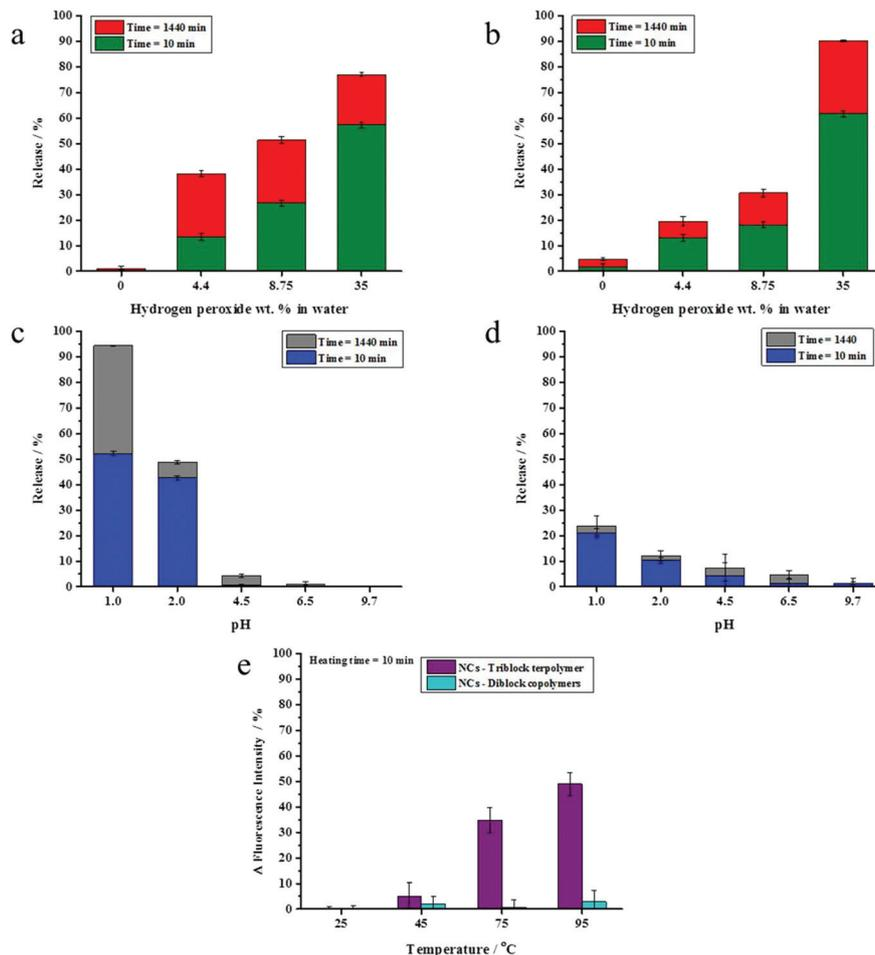 a
Time = 1440 min
Time = 10 min
100
90
80
70
60
50
40
30
20
10
0
Release / %
0 4.4 8.75 35
Hydrogen peroxide wt. % in water
b
Time = 1440 min
Time = 10 min
100
90
80
70
60
50
40
30
20
10
0
Release / %
0 4.4 8.75 35
Hydrogen peroxide wt. % in water
c
Time = 1440 min
Time = 10 min
100
90
80
70
60
50
40
30
20
10
0
Release / %
1.0 2.0 4.5 6.5 9.7
pH
d
Time = 1440
Time = 10 min
100
90
80
70
60
50
40
30
20
10
0
Release / %
1.0 2.0 4.5 6.5 9.7
pH
e
Heating time = 10 min
NCs - Triblock terpolymer
NCs - Diblock copolymers
100
90
80
70
60
50
40
30
20
10
0
Λ Fluorescence Intensity / %
25 45 75 95
Temperature / °C